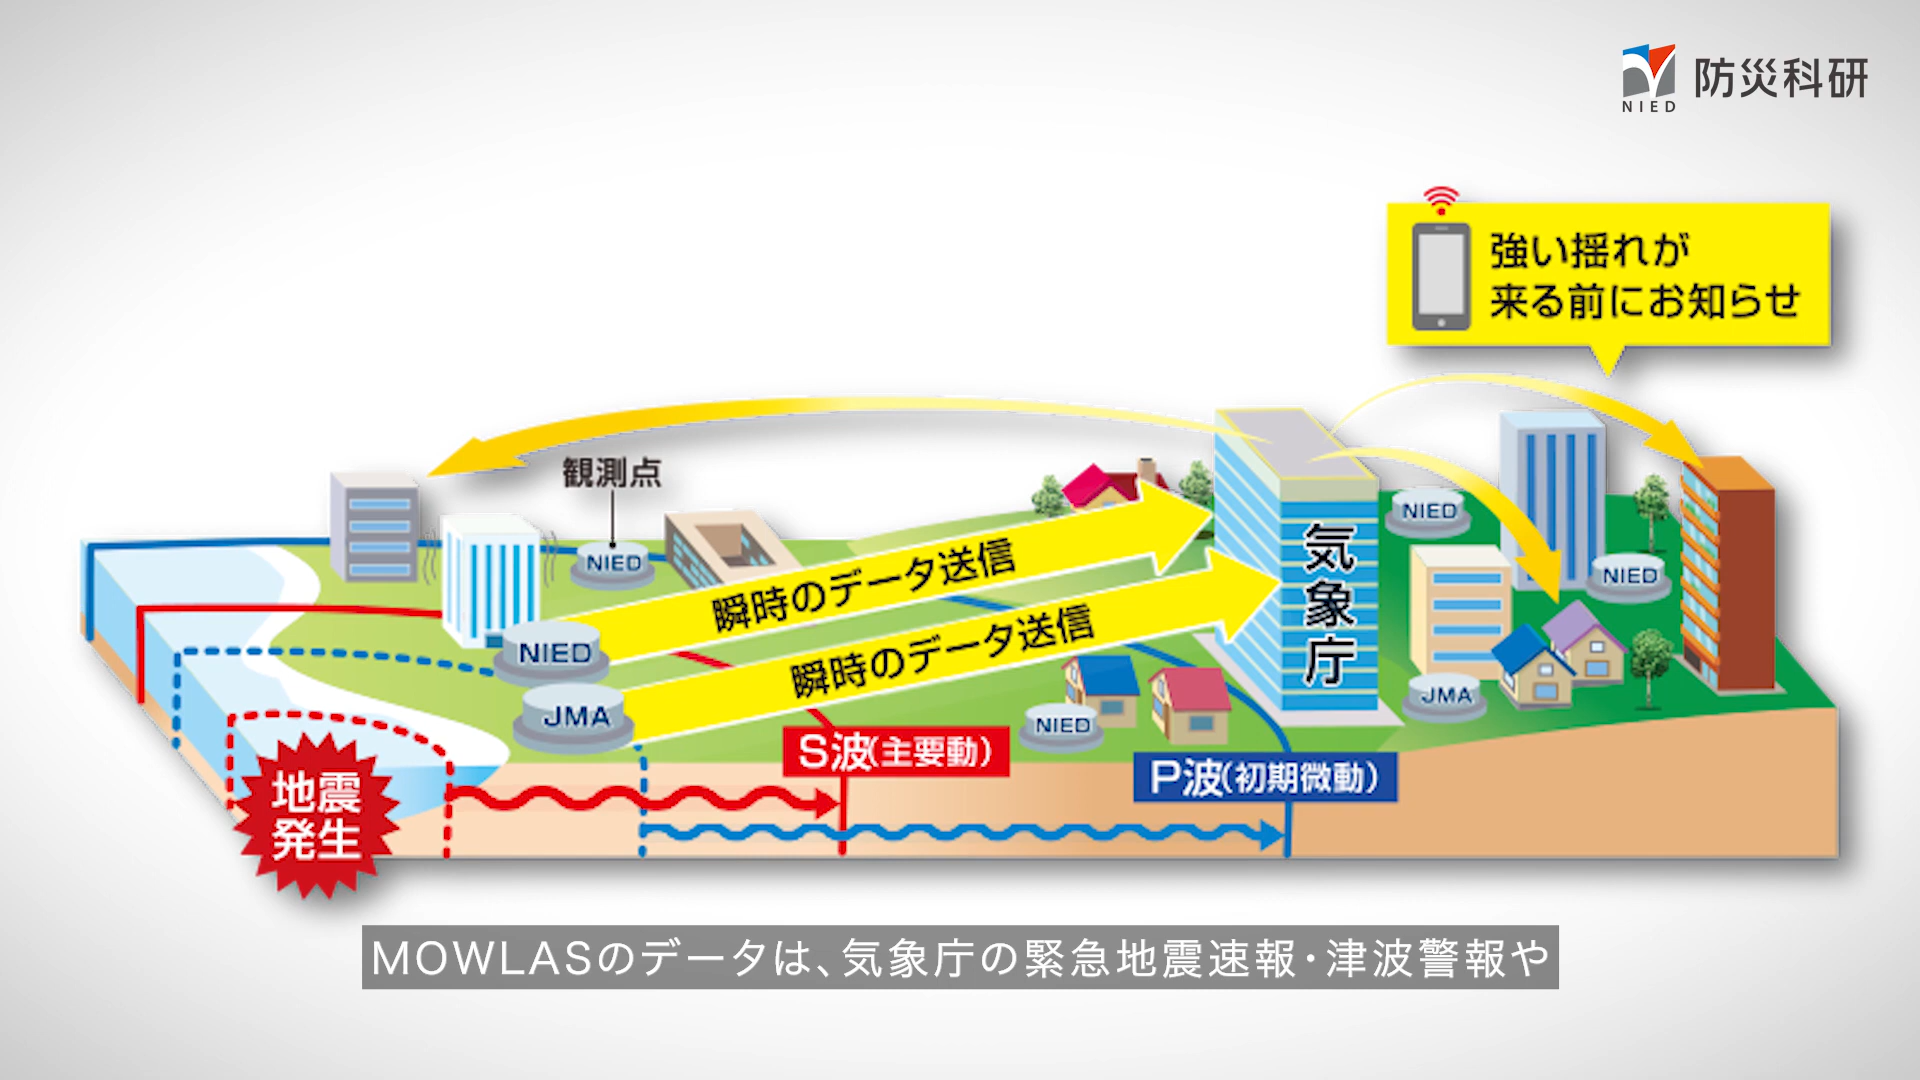 NIED
防災科研
強い揺れが
来る前にお知らせ
観測点
NIED
瞬時のデータ送信
瞬時のデータ送信
気象庁
NIED
NIED
NIED
JMA
NIED
JMA
S波(主要動)
P波(初期微動)
地震
発生
MOWLASのデータは、気象庁の緊急地震速報・津波警報や